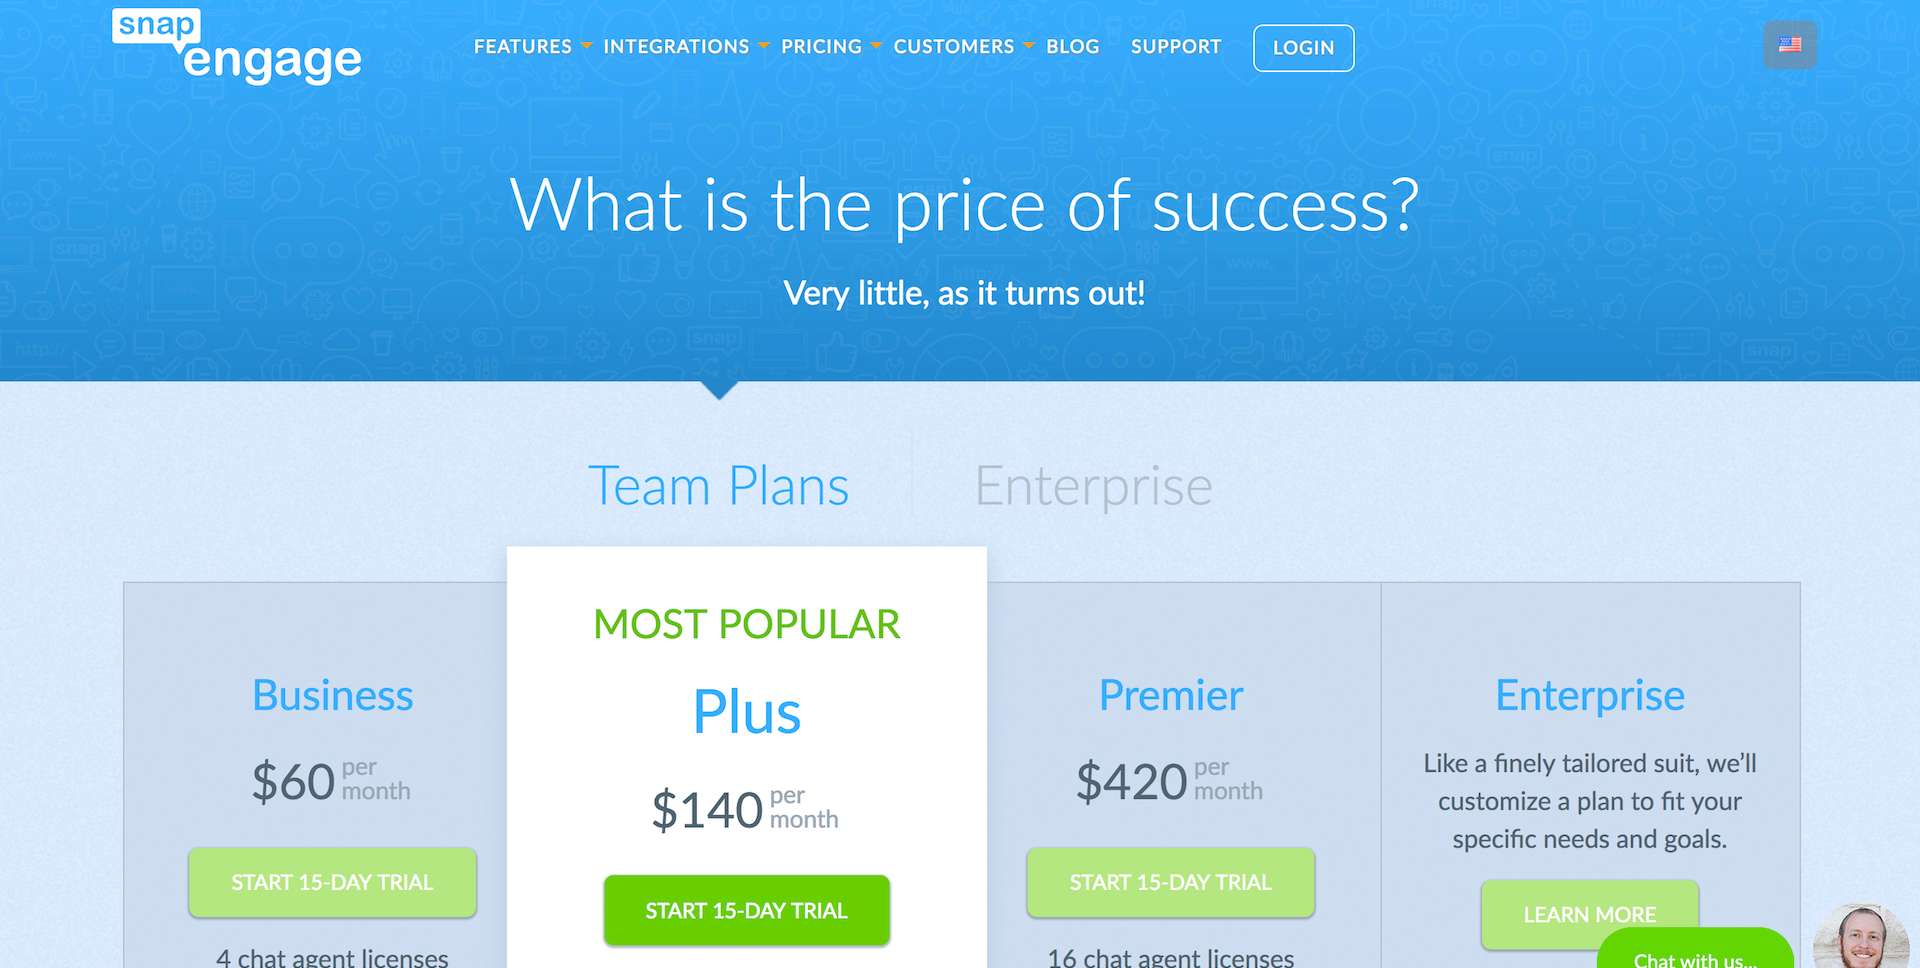 snap
engage
FEATURES INTEGRATIONS PRICING CUSTOMERS BLOG SUPPORT LOGIN
What is the price of success?
Very little, as it turns out!
Team Plans
Enterprise
Business
$60 per month
START 15-DAY TRIAL
4 chat agent licenses
MOST POPULAR
Plus
$140 per month
START 15-DAY TRIAL
Premier
$420 per month
START 15-DAY TRIAL
16 chat agent licenses
Enterprise
Like a finely tailored suit, we'll
customize a plan to fit your
specific needs and goals.
LEARN MORE
Chat with us...